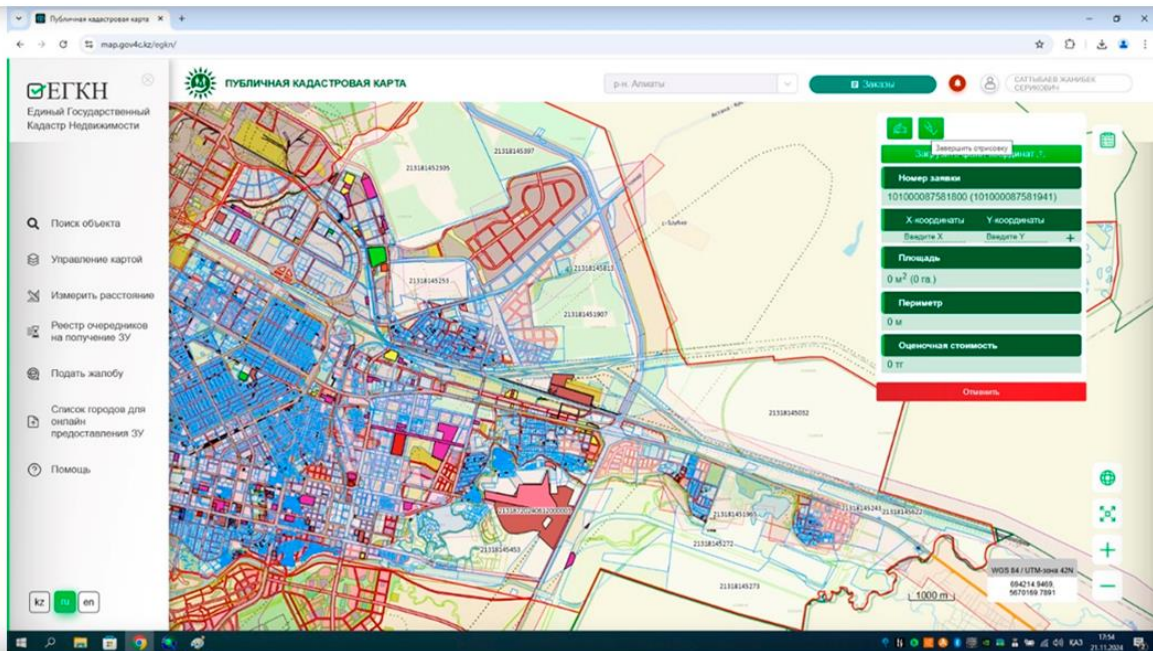 Публичная кадастровая карта
map.gov4c.kz/egkn/
ЕГКН
Единый Государственный
Кадастр Недвижимости
ПУБЛИЧНАЯ КАДАСТРОВАЯ КАРТА
р-н. Алматы
Заказы
САТТЫБАЕВ ЖАНИБЕК
СЕРИКОВИЧ
Поиск объекта
Управление картой
Измерить расстояние
Реестр очередников
на получение ЗУ
Подать жалобу
Список городов для
онлайн
предоставления ЗУ
Помощь
kz ru en
21318145397
21318145253
213181451907
21318145032
213181451965
21318145272
21318145453
21318145273
Завершить отрисовку
Номер заявки
101000087581800 (101000087581941)
X-координаты Y-координаты
Введите X Введите Y +
Площадь
0 м² (0 га.)
Периметр
0 м
Оценочная стоимость
0 тг
Отменить
WGS 84 / UTM-зона 42N
694214.9469,
5670169.7891
1000 m
ҚАЗ
17:54
21.11.2024